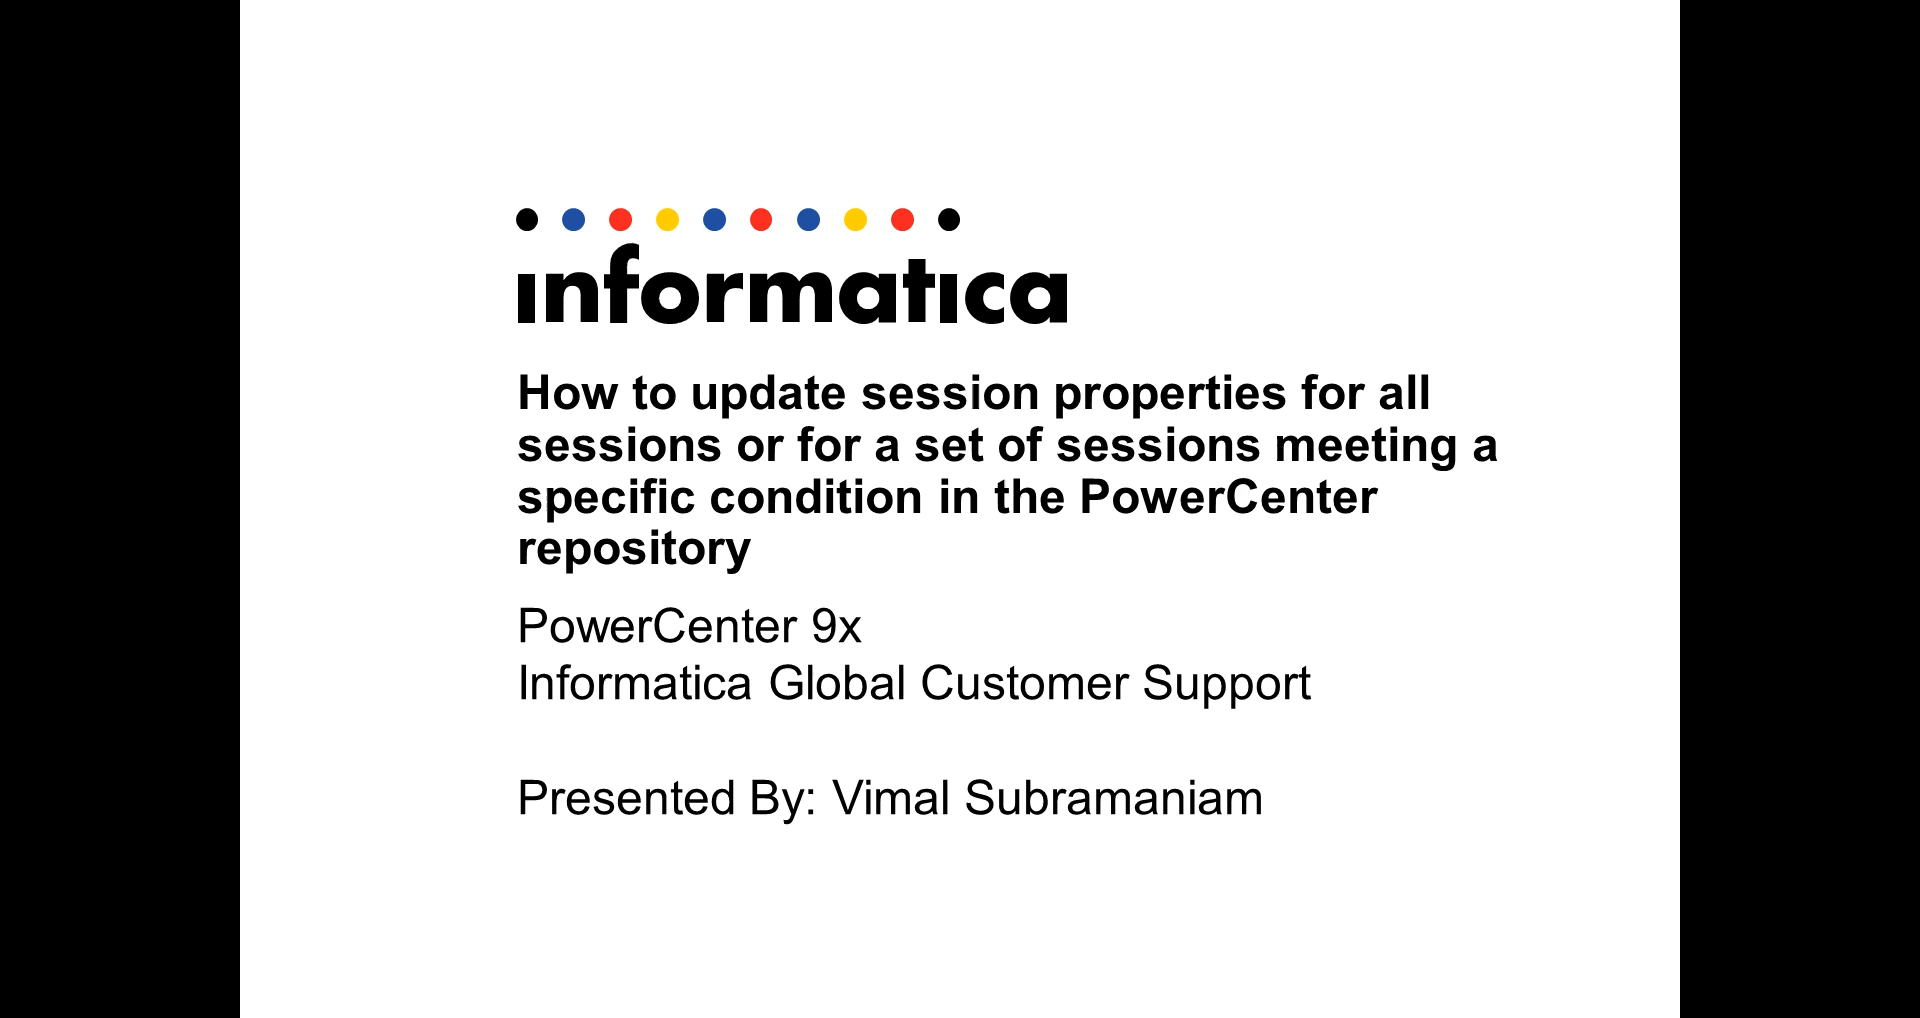 informatica
How to update session properties for all
sessions or for a set of sessions meeting a
specific condition in the PowerCenter
repository
PowerCenter 9x
Informatica Global Customer Support
Presented By: Vimal Subramaniam